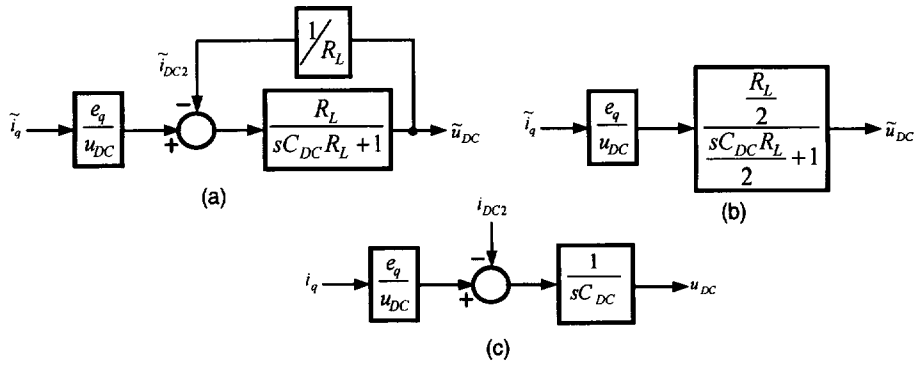 1/R_L
ĩ_DC2
ĩ_q
e_q/u_DC
−
+
R_L/(sC_DC R_L + 1)
ũ_DC
(a)
ĩ_q
e_q/u_DC
(R_L/2)/((sC_DC R_L)/2 + 1)
ũ_DC
(b)
i_DC2
i_q
e_q/u_DC
−
+
1/(sC_DC)
u_DC
(c)